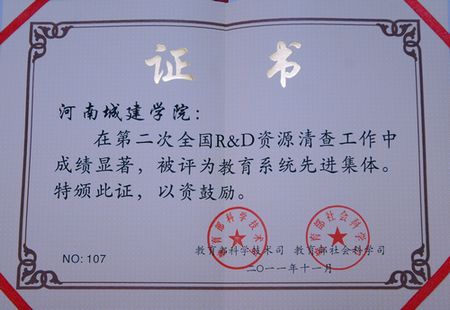 证书
河南城建学院：
在第二次全国R&D资源清查工作中
成绩显著，被评为教育系统先进集体。
特颁此证，以资鼓励。
教育部科学技术司 教育部社会科学司
二〇一一年十一月
NO: 107